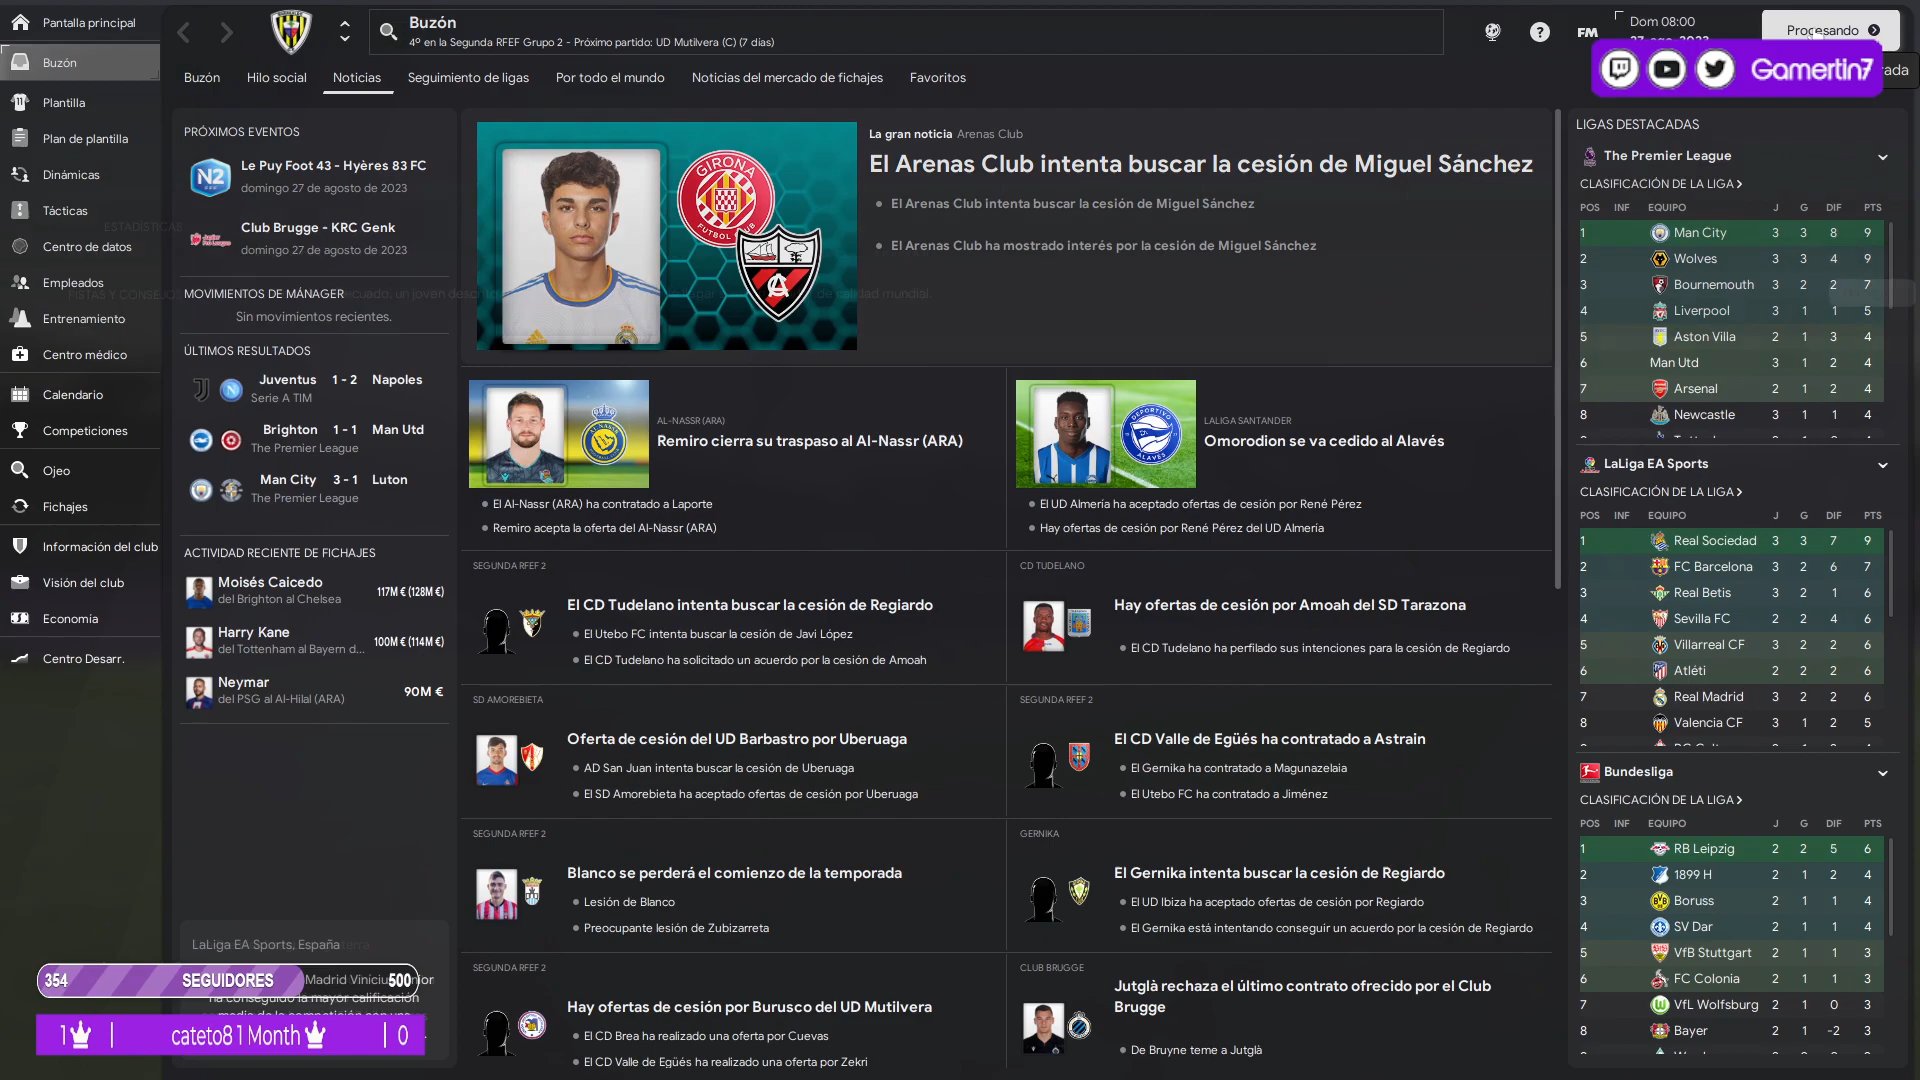 Pantalla principal
Buzón
Plantilla
Plan de plantilla
Dinámicas
Tácticas
Centro de datos
Empleados
Entrenamiento
Centro médico
Calendario
Competiciones
Ojeo
Fichajes
Información del club
Visión del club
Economía
Centro Desarr.
Buzón
4º en la Segunda RFEF Grupo 2 - Próximo partido: UD Mutilvera (C) (7 días)
FM
Dom 08:00
27 ago. 2023
Procesando
Gamertin7
Buzón Hilo social Noticias Seguimiento de ligas Por todo el mundo Noticias del mercado de fichajes Favoritos
PRÓXIMOS EVENTOS
N2
Le Puy Foot 43 - Hyères 83 FC
domingo 27 de agosto de 2023
Club Brugge - KRC Genk
domingo 27 de agosto de 2023
MOVIMIENTOS DE MÁNAGER
Sin movimientos recientes.
ÚLTIMOS RESULTADOS
Juventus 1 - 2 Napoles
Serie A TIM
Brighton 1 - 1 Man Utd
The Premier League
Man City 3 - 1 Luton
The Premier League
ACTIVIDAD RECIENTE DE FICHAJES
Moisés Caicedo
del Brighton al Chelsea
117M € (128M €)
Harry Kane
del Tottenham al Bayern d...
100M € (114M €)
Neymar
del PSG al Al-Hilal (ARA)
90M €
LaLiga EA Sports, España
Madrid Vinícius Júnior
ha conseguido la mayor calificación
354 SEGUIDORES 500
1 cateto8 1 Month 0
GIRONA
FUTBOL CLUB
La gran noticia Arenas Club
El Arenas Club intenta buscar la cesión de Miguel Sánchez
El Arenas Club intenta buscar la cesión de Miguel Sánchez
El Arenas Club ha mostrado interés por la cesión de Miguel Sánchez
AL-NASSR (ARA)
Remiro cierra su traspaso al Al-Nassr (ARA)
El Al-Nassr (ARA) ha contratado a Laporte
Remiro acepta la oferta del Al-Nassr (ARA)
DEPORTIVO
ALAVÉS
LALIGA SANTANDER
Omorodion se va cedido al Alavés
El UD Almería ha aceptado ofertas de cesión por René Pérez
Hay ofertas de cesión por René Pérez del UD Almería
SEGUNDA RFEF 2
El CD Tudelano intenta buscar la cesión de Regiardo
El Utebo FC intenta buscar la cesión de Javi López
El CD Tudelano ha solicitado un acuerdo por la cesión de Amoah
CD TUDELANO
Hay ofertas de cesión por Amoah del SD Tarazona
El CD Tudelano ha perfilado sus intenciones para la cesión de Regiardo
SD AMOREBIETA
Oferta de cesión del UD Barbastro por Uberuaga
AD San Juan intenta buscar la cesión de Uberuaga
El SD Amorebieta ha aceptado ofertas de cesión por Uberuaga
SEGUNDA RFEF 2
El CD Valle de Egüés ha contratado a Astrain
El Gernika ha contratado a Magunazelaia
El Utebo FC ha contratado a Jiménez
SEGUNDA RFEF 2
Blanco se perderá el comienzo de la temporada
Lesión de Blanco
Preocupante lesión de Zubizarreta
GERNIKA
El Gernika intenta buscar la cesión de Regiardo
El UD Ibiza ha aceptado ofertas de cesión por Regiardo
El Gernika está intentando conseguir un acuerdo por la cesión de Regiardo
SEGUNDA RFEF 2
Hay ofertas de cesión por Burusco del UD Mutilvera
El CD Brea ha realizado una oferta por Cuevas
El CD Valle de Egüés ha realizado una oferta por Zekri
CLUB BRUGGE
Jutglà rechaza el último contrato ofrecido por el Club
Brugge
De Bruyne teme a Jutglà
LIGAS DESTACADAS
The Premier League
CLASIFICACIÓN DE LA LIGA
POS INF EQUIPO J G DIF PTS
1 Man City 3 3 8 9
2 Wolves 3 3 4 9
3 Bournemouth 3 2 2 7
4 Liverpool 3 1 1 5
5 Aston Villa 2 1 3 4
6 Man Utd 3 1 2 4
7 Arsenal 2 1 2 4
8 Newcastle 3 1 1 4
LaLiga EA Sports
CLASIFICACIÓN DE LA LIGA
POS INF EQUIPO J G DIF PTS
1 Real Sociedad 3 3 7 9
2 FC Barcelona 3 2 6 7
3 Real Betis 3 2 1 6
4 Sevilla FC 2 2 4 6
5 Villarreal CF 3 2 2 6
6 Atléti 2 2 2 6
7 Real Madrid 3 2 2 6
8 Valencia CF 3 1 2 5
Bundesliga
CLASIFICACIÓN DE LA LIGA
POS INF EQUIPO J G DIF PTS
1 RB Leipzig 2 2 5 6
2 1899 H 2 1 2 4
3 Boruss 2 1 1 4
4 SV Dar 2 1 1 4
5 VfB Stuttgart 2 1 1 3
6 FC Colonia 2 1 1 3
7 VfL Wolfsburg 2 1 0 3
8 Bayer 2 1 -2 3